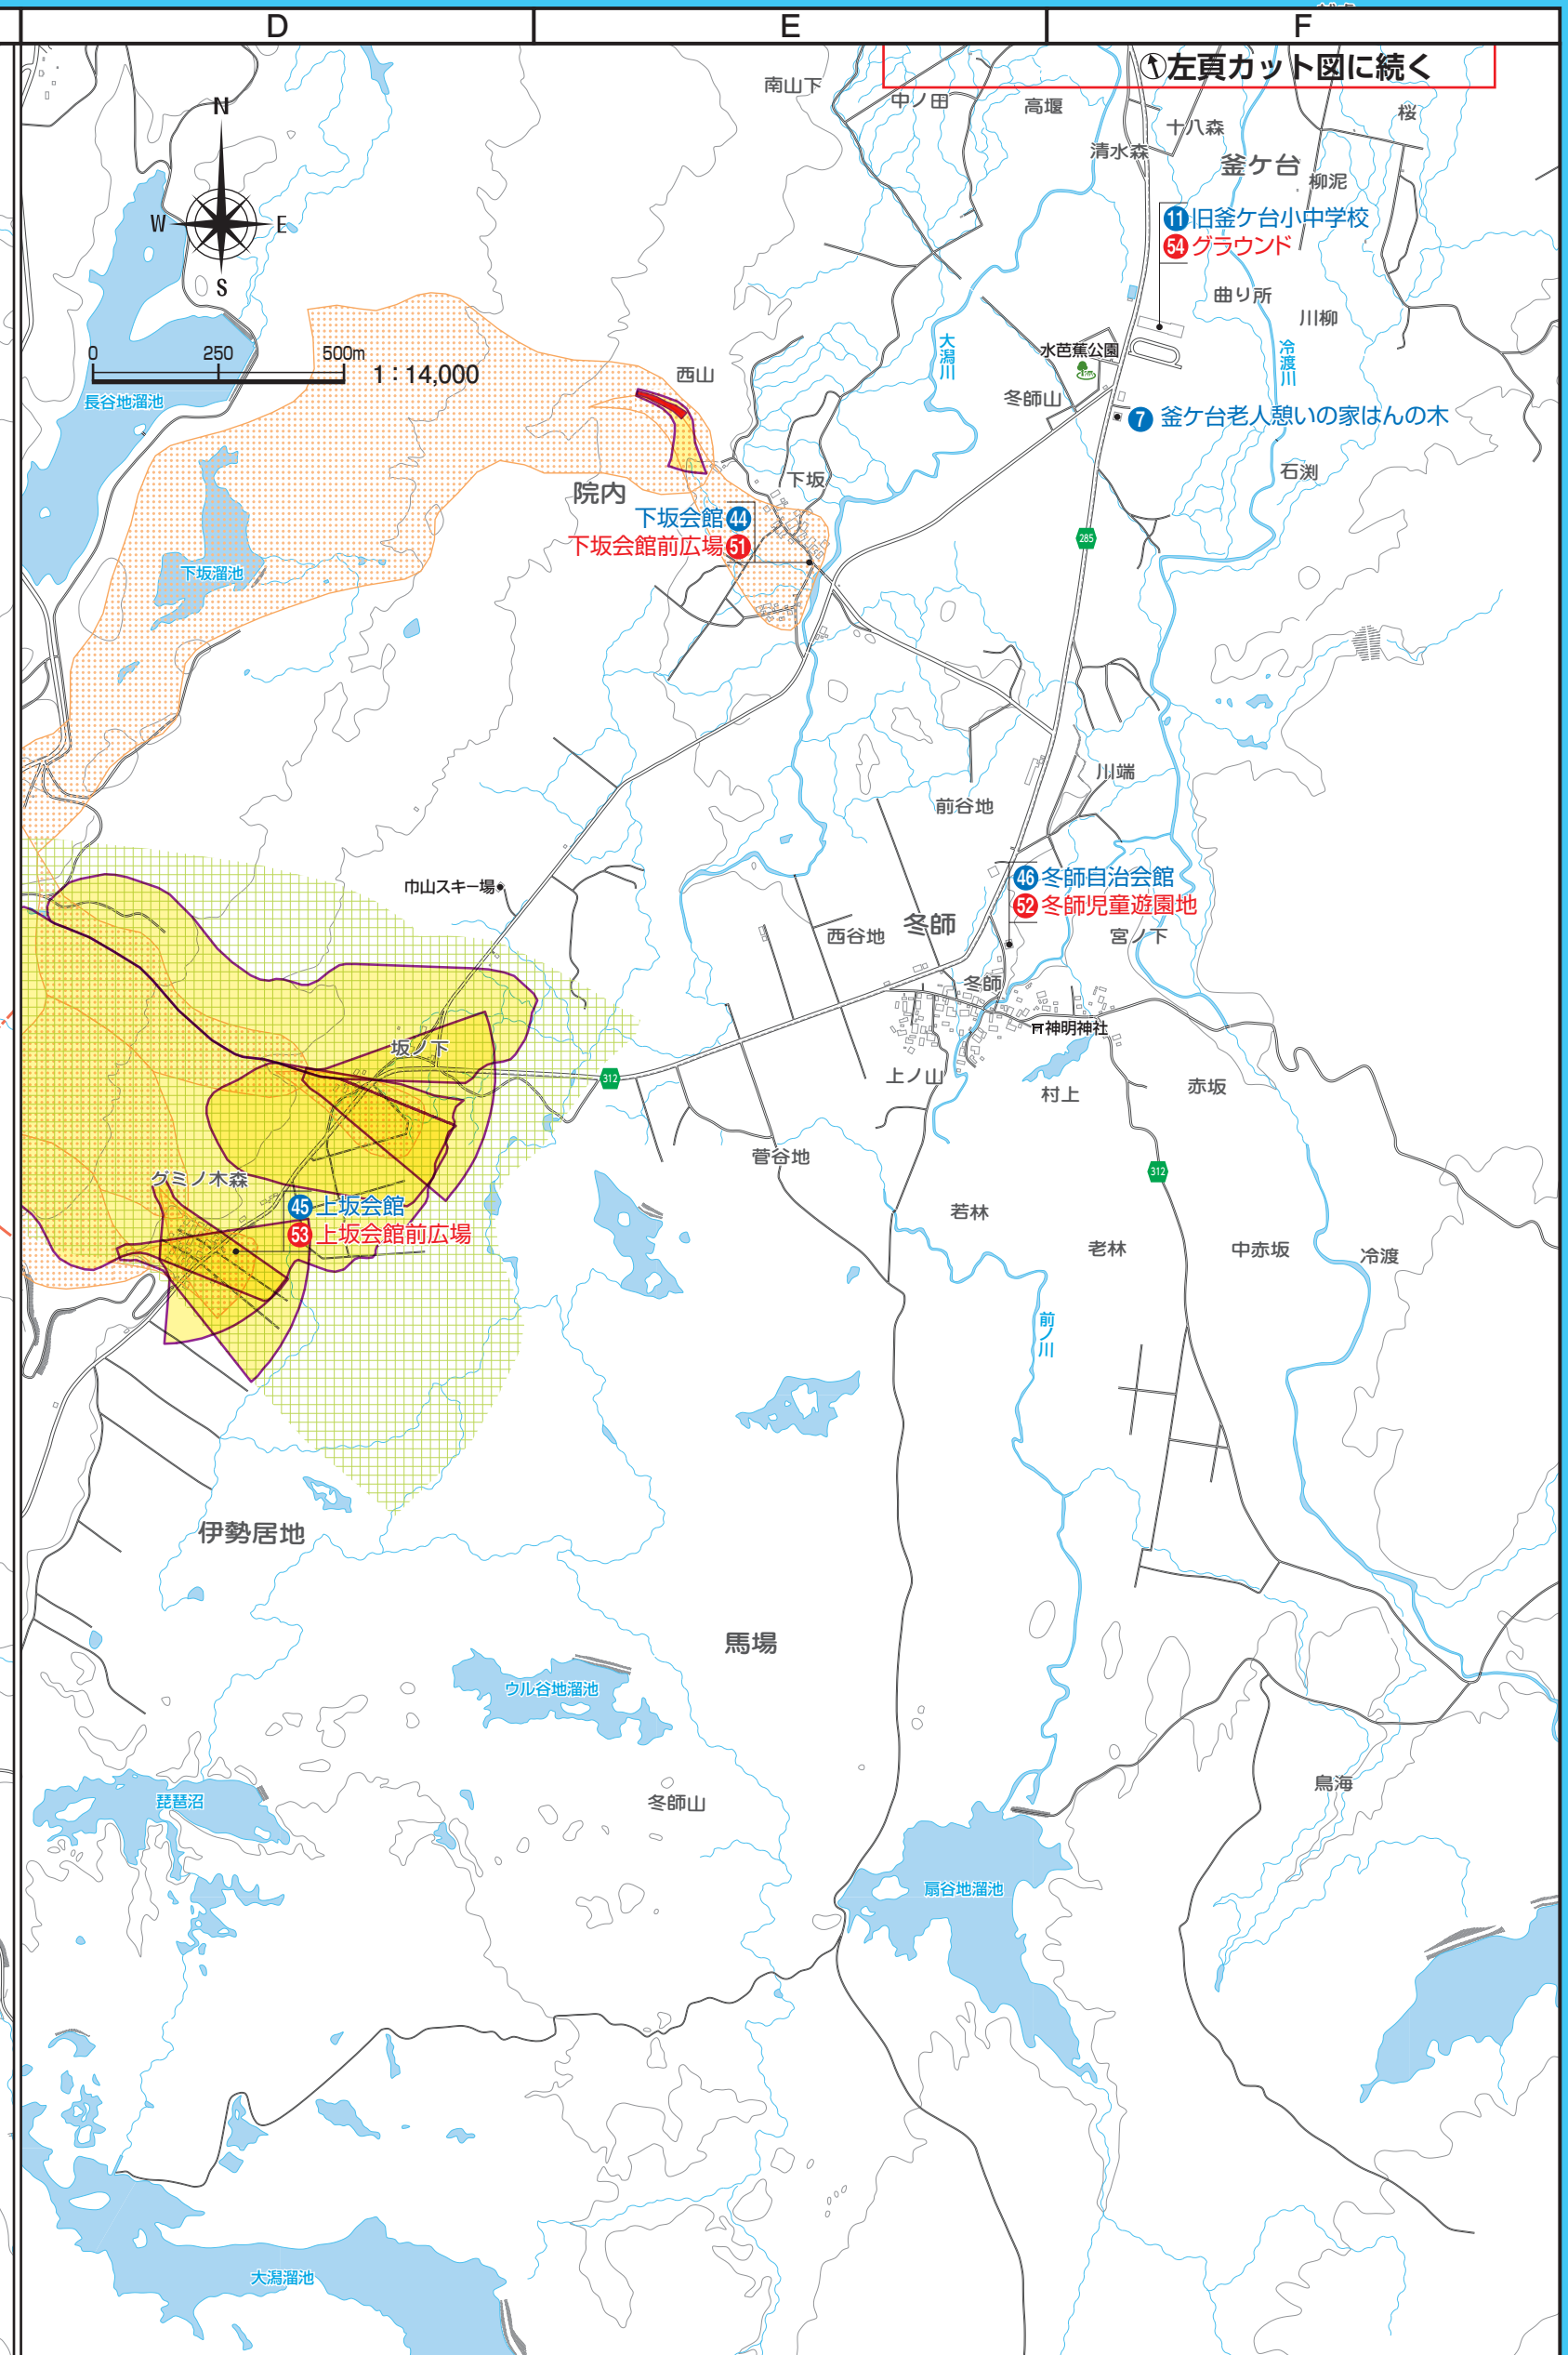 D
E
F
左頁カット図に続く
南山下
中ノ田
高堰
桜
十八森
清水森
釜ケ台
柳泥
N
W
E
S
11 旧釜ケ台小中学校
54 グラウンド
曲り所
川柳
0
250
500m
1：14,000
大潟川
冷渡川
水芭蕉公園
西山
冬師山
長谷地溜池
7 釜ケ台老人憩いの家はんの木
下坂
石渕
院内
下坂会館 44
下坂会館前広場 51
285
下坂溜池
川端
前谷地
巾山スキー場
46 冬師自治会館
52 冬師児童遊園地
西谷地
冬師
宮ノ下
冬師
神明神社
坂ノ下
312
上ノ山
村上
赤坂
菅谷地
312
グミノ木森
45 上坂会館
53 上坂会館前広場
若林
老林
中赤坂
冷渡
前ノ川
伊勢居地
馬場
ウル谷地溜池
鳥海
琵琶沼
冬師山
扇谷地溜池
大潟溜池